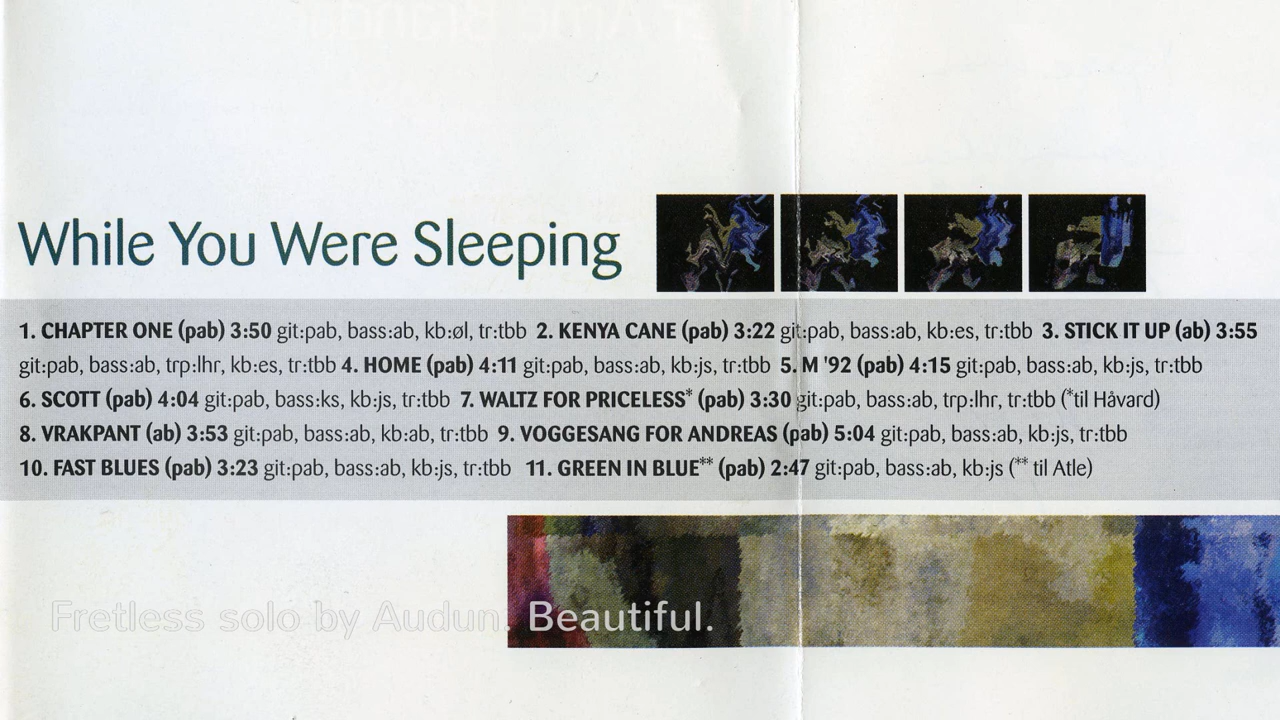 While You Were Sleeping
1. CHAPTER ONE (pab) 3:50 git:pab, bass:ab, kb:øl, tr:tbb 2. KENYA CANE (pab) 3:22 git:pab, bass:ab, kb:es, tr:tbb 3. STICK IT UP (ab) 3:55
git:pab, bass:ab, trp:lhr, kb:es, tr:tbb 4. HOME (pab) 4:11 git:pab, bass:ab, kb:js, tr:tbb 5. M '92 (pab) 4:15 git:pab, bass:ab, kb:js, tr:tbb
6. SCOTT (pab) 4:04 git:pab, bass:ks, kb:js, tr:tbb 7. WALTZ FOR PRICELESS* (pab) 3:30 git:pab, bass:ab, trp:lhr, tr:tbb (*til Håvard)
8. VRAKPANT (ab) 3:53 git:pab, bass:ab, kb:ab, tr:tbb 9. VOGGESANG FOR ANDREAS (pab) 5:04 git:pab, bass:ab, kb:js, tr:tbb
10. FAST BLUES (pab) 3:23 git:pab, bass:ab, kb:js, tr:tbb 11. GREEN IN BLUE** (pab) 2:47 git:pab, bass:ab, kb:js (** til Atle)
Fretless solo by Audun. Beautiful.